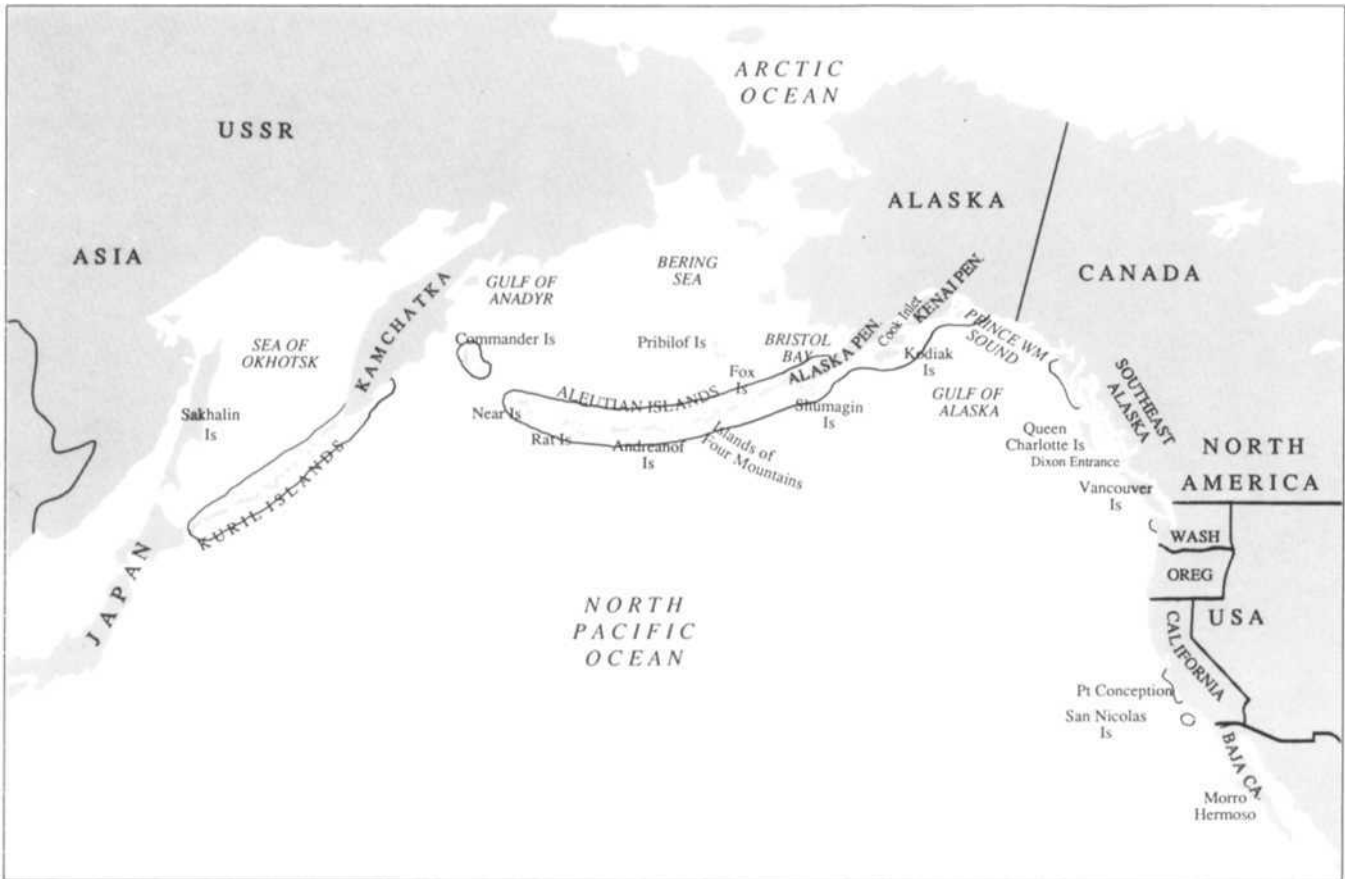 ARCTIC
OCEAN
USSR
ALASKA
ASIA
CANADA
BERING
SEA
GULF OF
ANADYR
KAMCHATKA
SEA OF
OKHOTSK
Commander Is
Pribilof Is
BRISTOL
BAY
ALASKA PEN.
Cook Inlet
KENAI PEN.
PRINCE WM
SOUND
Kodiak
Is
Fox
Is
ALEUTIAN ISLANDS
Near Is
Rat Is
Andreanof
Is
Islands of
Four Mountains
Shumagin
Is
GULF OF
ALASKA
SOUTHEAST
ALASKA
Sakhalin
Is
KURIL ISLANDS
JAPAN
Queen
Charlotte Is
Dixon Entrance
Vancouver
Is
NORTH
AMERICA
WASH
OREG
USA
CALIFORNIA
NORTH
PACIFIC
OCEAN
Pt Conception
San Nicolas
Is
BAJA CA.
Morro
Hermoso